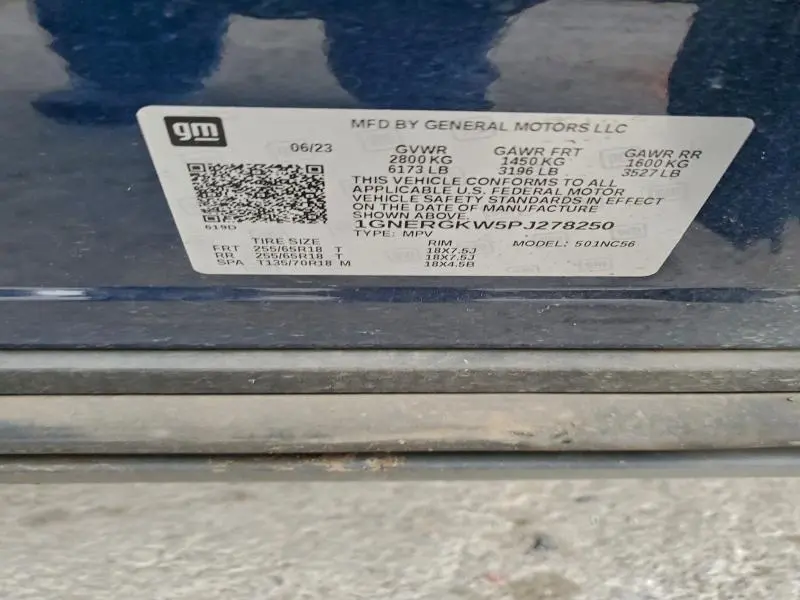 gm
MFD BY GENERAL MOTORS LLC
06/23
GVWR GAWR FRT GAWR RR
2800 KG 1450 KG 1600 KG
6173 LB 3196 LB 3527 LB
THIS VEHICLE CONFORMS TO ALL
APPLICABLE U.S. FEDERAL MOTOR
VEHICLE SAFETY STANDARDS IN EFFECT
ON THE DATE OF MANUFACTURE
SHOWN ABOVE.
1GNERGKW5PJ278250
619D
TYPE: MPV MODEL: 501NC56
TIRE SIZE RIM
FRT 255/65R18 T 18X7.5J
RR 255/65R18 T 18X7.5J
SPA T135/70R18 M 18X4.5B